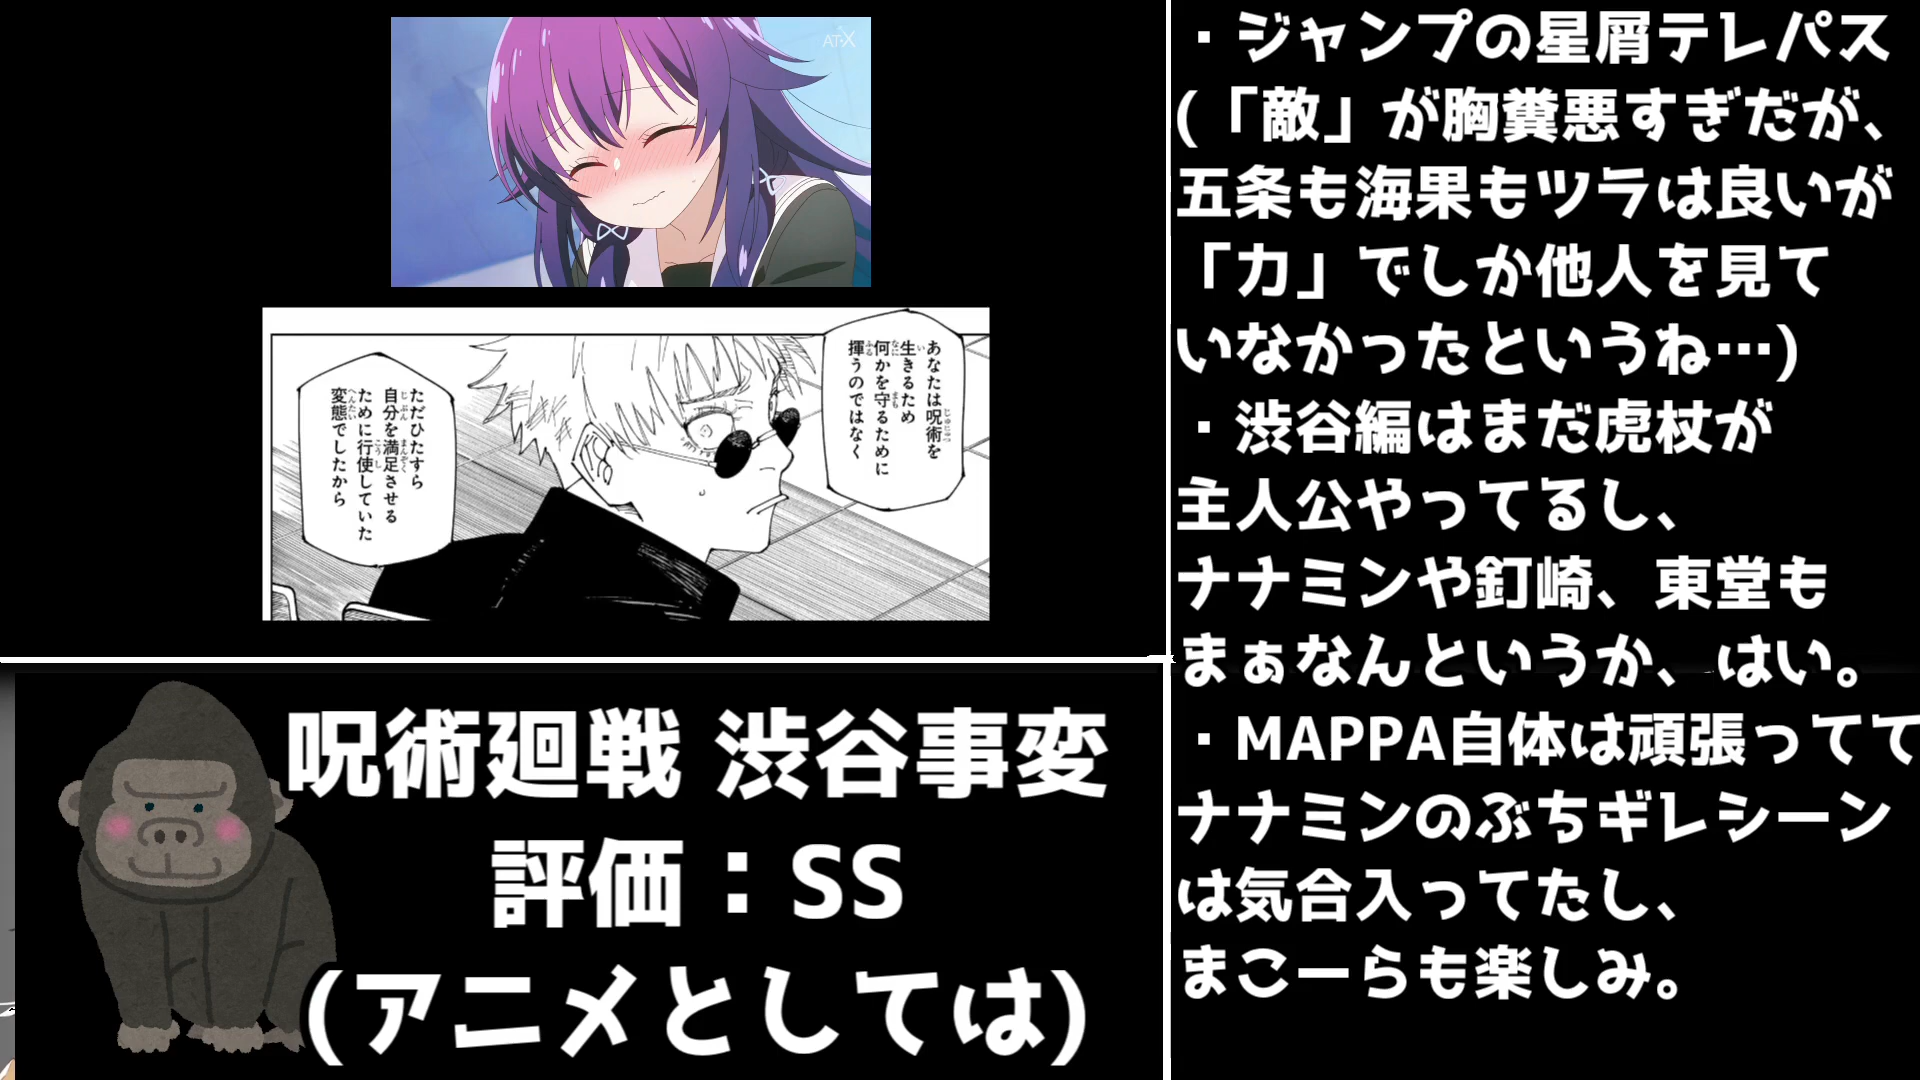 AT-X
あなたは呪術を
生きるため
何かを守るために
揮うのではなく
ただひたすら
自分を満足させる
ために行使していた
変態でしたから
呪術廻戦 渋谷事変
評価：SS
(アニメとしては)
・ジャンプの星屑テレパス
(「敵」が胸糞悪すぎだが、
五条も海果もツラは良いが
「力」でしか他人を見て
いなかったというね…)
・渋谷編はまだ虎杖が
主人公やってるし、
ナナミンや釘崎、東堂も
まぁなんというか、はい。
・MAPPA自体は頑張ってて
ナナミンのぶちギレシーン
は気合入ってたし、
まこーらも楽しみ。